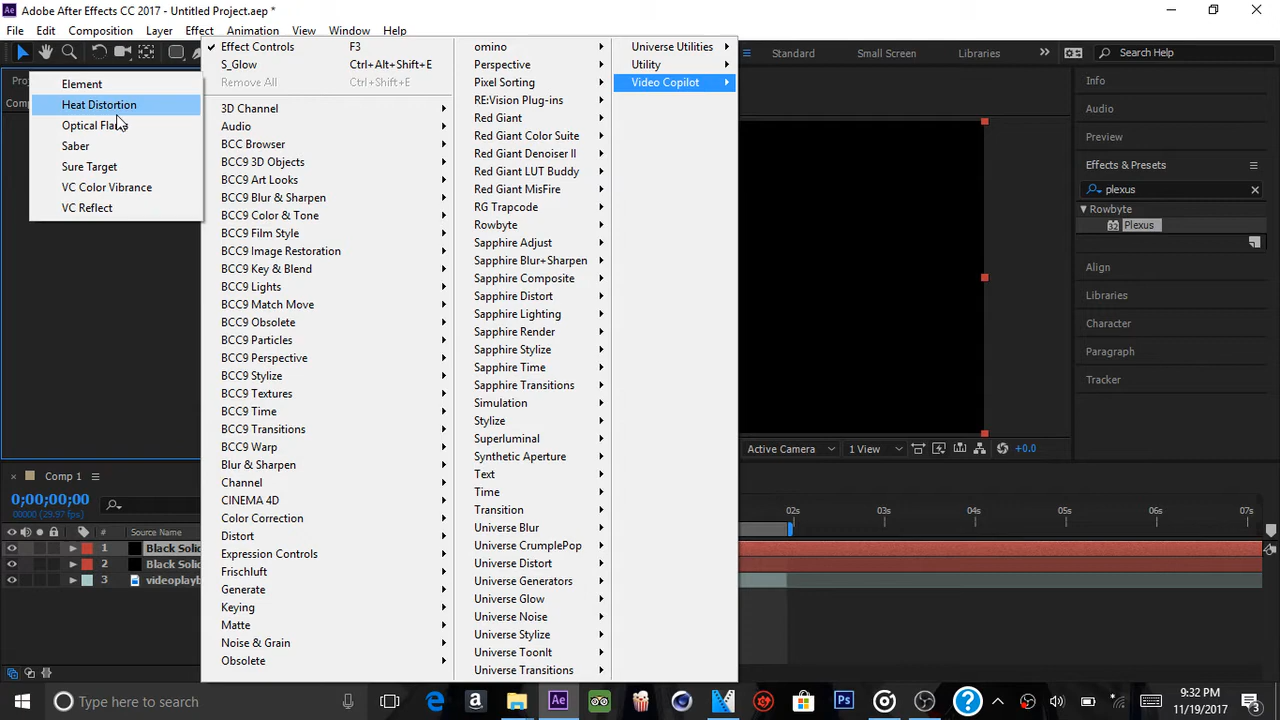 Adobe After Effects CC 2017 - Untitled Project.aep *
File Edit Composition Layer Effect Animation View Window Help
Standard Small Screen Libraries Search Help
Element
Heat Distortion
Optical
Saber
Sure Target
VC Color Vibrance
VC Reflect
Effect Controls F3
S_Glow Ctrl+Alt+Shift+E
Remove All Ctrl+Shift+E
3D Channel
Audio
BCC Browser
BCC9 3D Objects
BCC9 Art Looks
BCC9 Blur & Sharpen
BCC9 Color & Tone
BCC9 Film Style
BCC9 Image Restoration
BCC9 Key & Blend
BCC9 Lights
BCC9 Match Move
BCC9 Obsolete
BCC9 Particles
BCC9 Perspective
BCC9 Stylize
BCC9 Textures
BCC9 Time
BCC9 Transitions
BCC9 Warp
Blur & Sharpen
Channel
CINEMA 4D
Color Correction
Distort
Expression Controls
Frischluft
Generate
Keying
Matte
Noise & Grain
Obsolete
omino
Perspective
Pixel Sorting
RE:Vision Plug-ins
Red Giant
Red Giant Color Suite
Red Giant Denoiser II
Red Giant LUT Buddy
Red Giant MisFire
RG Trapcode
Rowbyte
Sapphire Adjust
Sapphire Blur+Sharpen
Sapphire Composite
Sapphire Distort
Sapphire Lighting
Sapphire Render
Sapphire Stylize
Sapphire Time
Sapphire Transitions
Simulation
Stylize
Superluminal
Synthetic Aperture
Text
Time
Transition
Universe Blur
Universe CrumplePop
Universe Distort
Universe Generators
Universe Glow
Universe Noise
Universe Stylize
Universe ToonIt
Universe Transitions
Universe Utilities
Utility
Video Copilot
Info
Audio
Preview
Effects & Presets
plexus
Rowbyte
32 Plexus
Align
Libraries
Character
Paragraph
Tracker
Active Camera 1 View +0.0
Comp 1
0;00;00;00
00000 (29.97 fps)
# Source Name
1 Black Solid
2 Black Solid
3
02s 03s 04s 05s 06s 07s
Type here to search
9:32 PM
11/19/2017